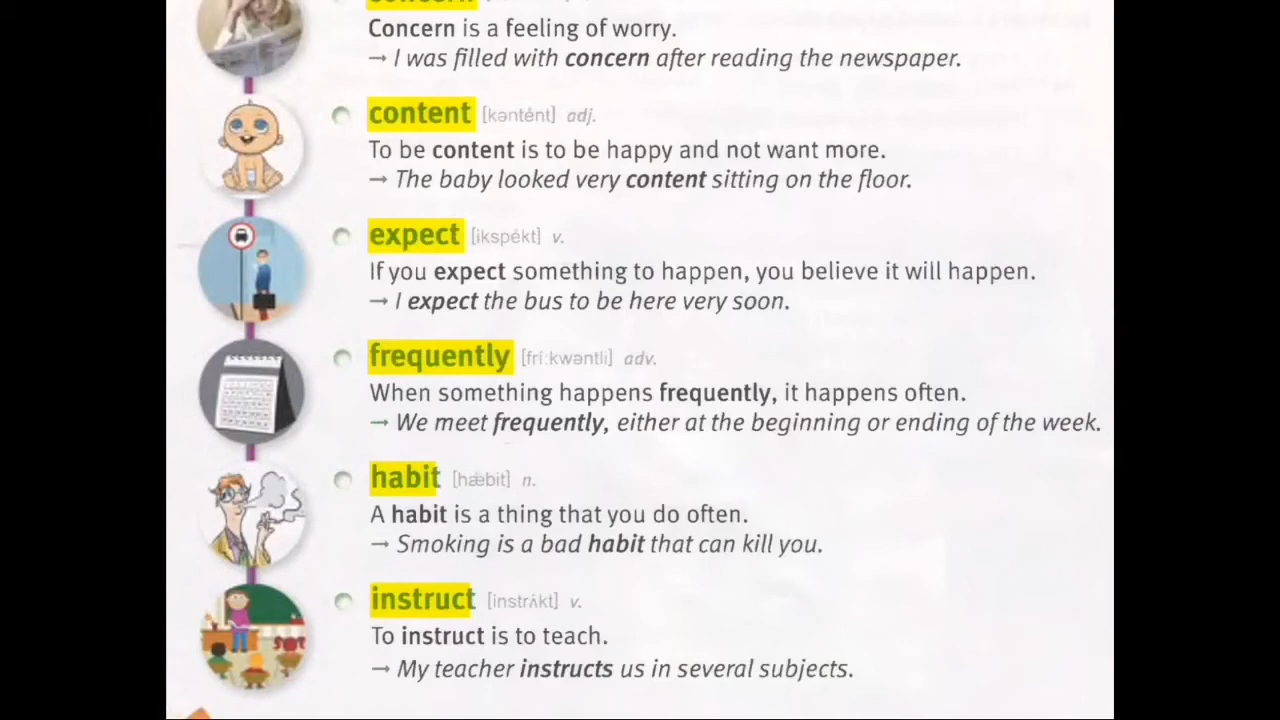 Concern is a feeling of worry.
→ I was filled with concern after reading the newspaper.
content [kəntént] adj.
To be content is to be happy and not want more.
→ The baby looked very content sitting on the floor.
expect [ikspékt] v.
If you expect something to happen, you believe it will happen.
→ I expect the bus to be here very soon.
frequently [fríːkwəntli] adv.
When something happens frequently, it happens often.
→ We meet frequently, either at the beginning or ending of the week.
habit [hǽbit] n.
A habit is a thing that you do often.
→ Smoking is a bad habit that can kill you.
instruct [instrʌ́kt] v.
To instruct is to teach.
→ My teacher instructs us in several subjects.